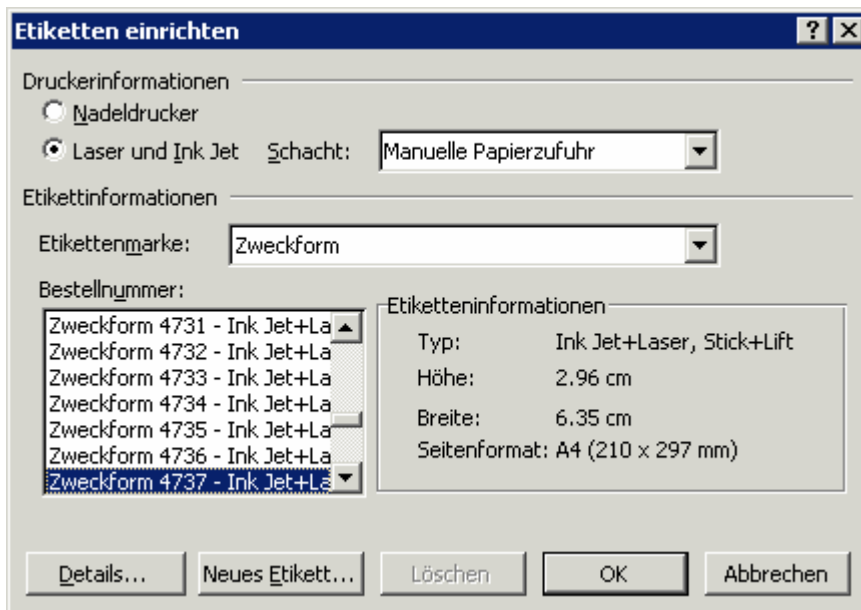 Etiketten einrichten
Druckerinformationen
Nadeldrucker
Laser und Ink Jet Schacht: Manuelle Papierzufuhr
Etikettinformationen
Etikettenmarke: Zweckform
Bestellnummer:
Zweckform 4731 - Ink Jet+La
Zweckform 4732 - Ink Jet+La
Zweckform 4733 - Ink Jet+La
Zweckform 4734 - Ink Jet+La
Zweckform 4735 - Ink Jet+La
Zweckform 4736 - Ink Jet+La
Zweckform 4737 - Ink Jet+La
Etiketteninformationen
Typ: Ink Jet+Laser, Stick+Lift
Höhe: 2.96 cm
Breite: 6.35 cm
Seitenformat: A4 (210 x 297 mm)
Details... Neues Etikett... Löschen OK Abbrechen